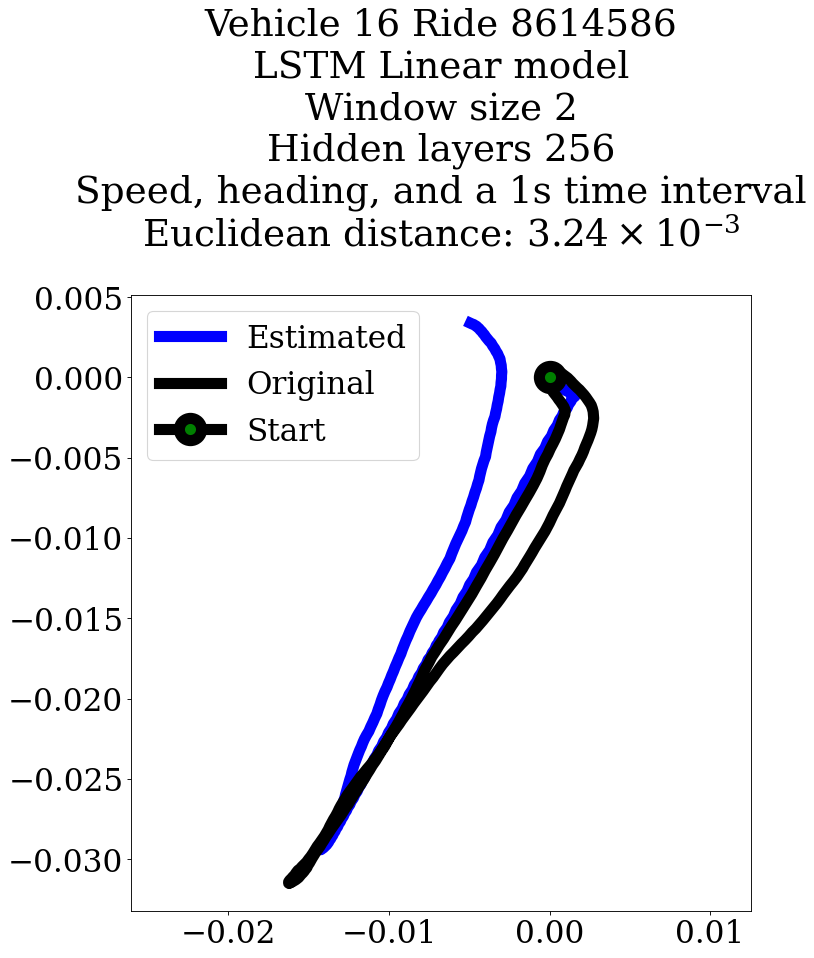 Vehicle 16 Ride 8614586
LSTM Linear model
Window size 2
Hidden layers 256
Speed, heading, and a 1s time interval
Euclidean distance: 3.24 × 10⁻³
0.005
0.000
−0.005
−0.010
−0.015
−0.020
−0.025
−0.030
Estimated
Original
Start
−0.02
−0.01
0.00
0.01